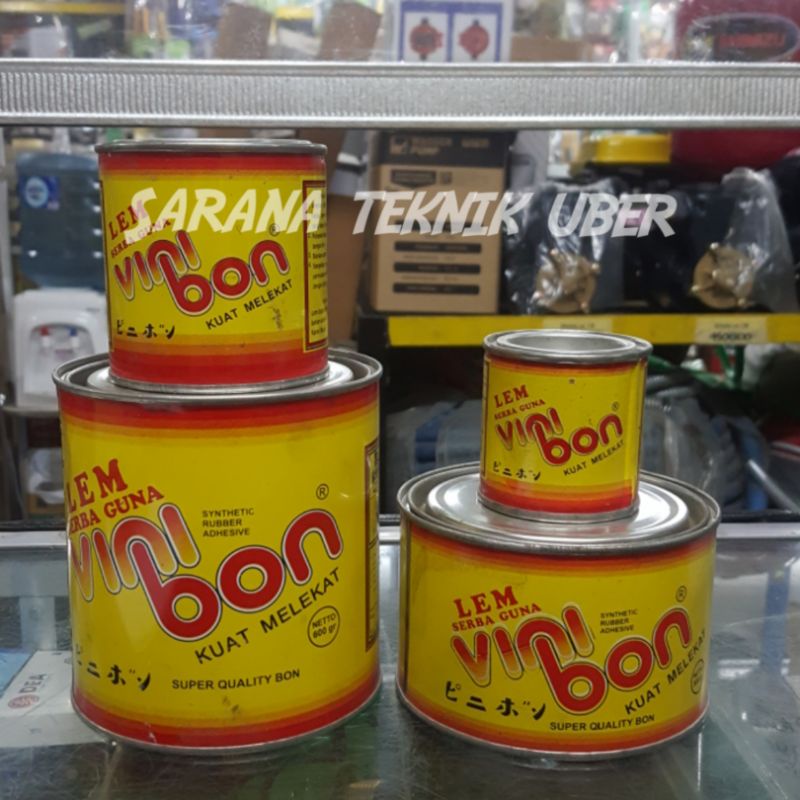 SARANA TEKNIK UBER
LEM
SERBA GUNA
VINI
bon
®
KUAT MELEKAT
ピニボン
LEM
SERBA GUNA
VINI
bon
®
KUAT MELEKAT
ピニボン
LEM
SERBA GUNA
SYNTHETIC
RUBBER
ADHESIVE
VINI
bon
®
KUAT MELEKAT
NETTO
600 gr
ピニボン
SUPER QUALITY BON
LEM
SERBA GUNA
SYNTHETIC
RUBBER
ADHESIVE
VINI
bon
®
KUAT MELEKAT
ピニボン
SUPER QUALITY BON
DEA